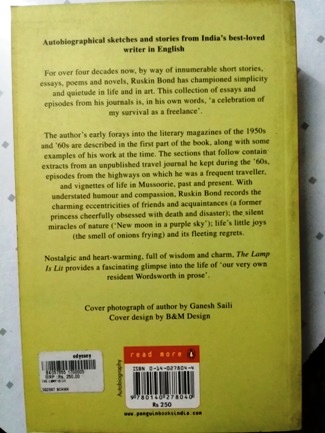 Autobiographical sketches and stories from India's best-loved
writer in English
For over four decades now, by way of innumerable short stories,
essays, poems and novels, Ruskin Bond has championed simplicity
and quietude in life and in art. This collection of essays and
episodes from his journals is, in his own words, 'a celebration of
my survival as a freelance'.
The author's early forays into the literary magazines of the 1950s
and '60s are described in the first part of the book, along with some
examples of his work at the time. The sections that follow contain
extracts from an unpublished travel journal he kept during the '60s,
episodes from the highways on which he was a frequent traveller,
and vignettes of life in Mussoorie, past and present. With
understated humour and compassion, Ruskin Bond records the
charming eccentricities of friends and acquaintances (a former
princess cheerfully obsessed with death and disaster); the silent
miracles of nature ('New moon in a purple sky'); life's little joys
(the smell of onions frying) and its fleeting regrets.
Nostalgic and heart-warming, full of wisdom and charm, The Lamp
Is Lit provides a fascinating glimpse into the life of 'our very own
resident Wordsworth in prose'.
Cover photograph of author by Ganesh Saili
Cover design by B&M Design
odyssey
RRP :Rs. 250.00
THE LAMP IS LIT
read more
Autobiography
ISBN 0-14-027804-4
9 780140 278040
Rs 250
www.penguinbooksindia.com